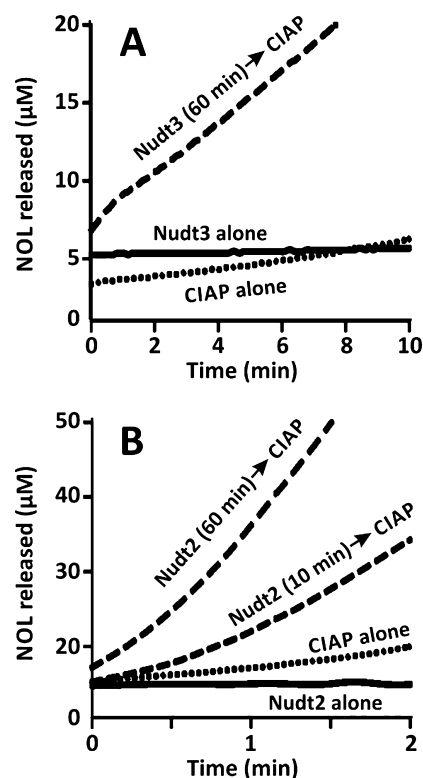 A
NOL released (µM)
20
15
10
5
0
Nudt3 (60 min) → CIAP
Nudt3 alone
CIAP alone
0 2 4 6 8 10
Time (min)
B
NOL released (µM)
50
40
30
20
0
Nudt2 (60 min) → CIAP
Nudt2 (10 min) → CIAP
CIAP alone
Nudt2 alone
0 1 2
Time (min)